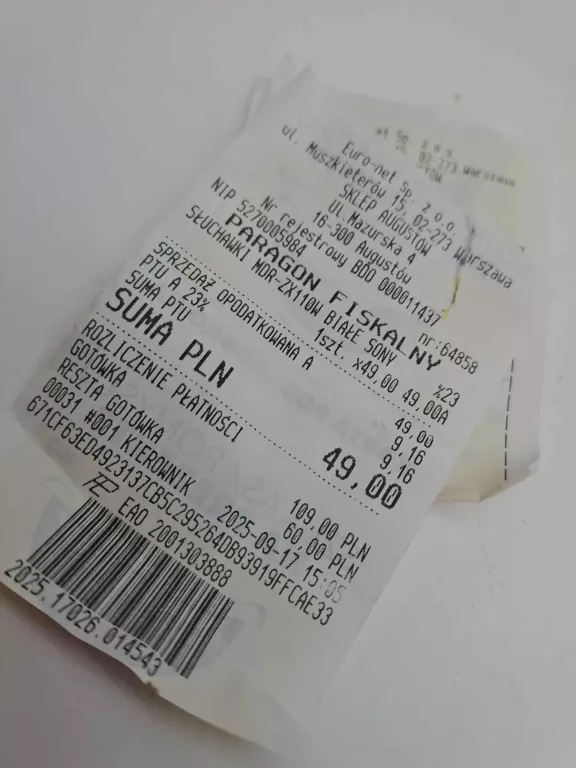 Sp. z o.o.
02-273 Warszawa
Euro-net Sp. z o.o.
ul. Muszkieterów 15, 02-273 Warszawa
SKLEP AUGUSTÓW
UL.Mazurska 4
16-300 Augustów
Nr rejestrowy BDO 000011437
NIP 5270005984 nr:64858
PARAGON FISKALNY
SŁUCHAWKI MDR-ZX110W BIAŁE SONY %23
1szt. x49,00 49,00A
SPRZEDAŻ OPODATKOWANA A 49,00
PTU A 23% 9,16
SUMA PTU 9,16
SUMA PLN 49,00
ROZLICZENIE PŁATNOŚCI
GOTÓWKA 109,00 PLN
RESZTA GOTÓWKA 60,00 PLN
00031 #001 KIEROWNIK 2025-09-17 15:05
671CF63ED4923137CB5C295264DB93919FFCAE33
EAO 2001303888
2025.17026.014543